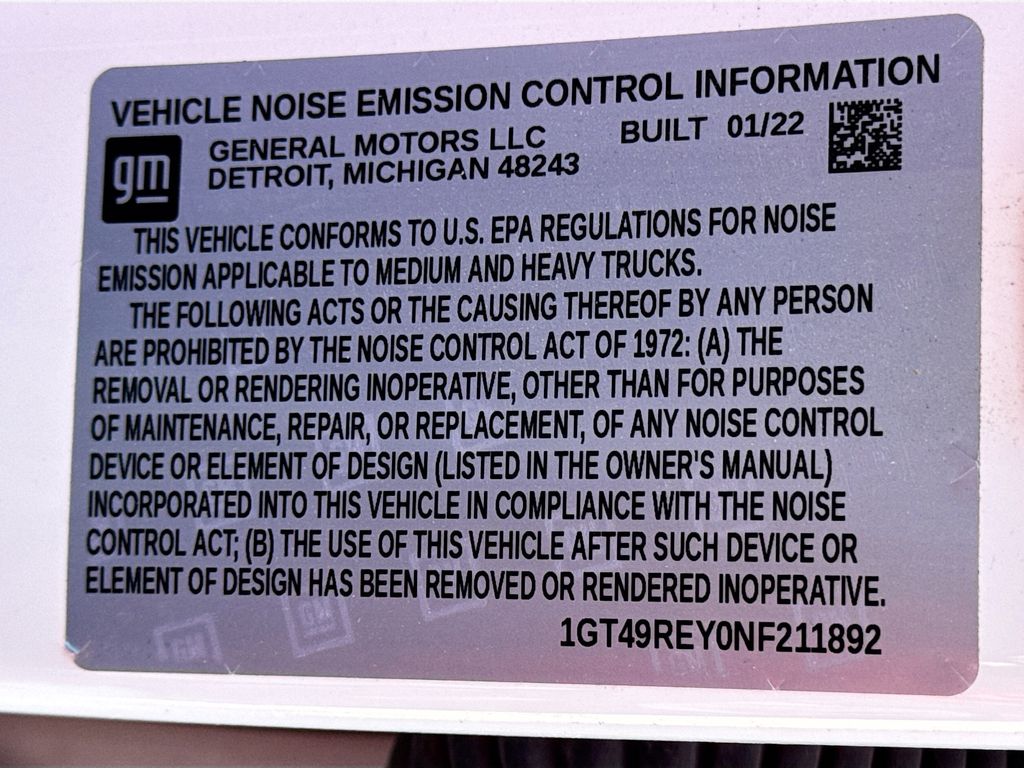 VEHICLE NOISE EMISSION CONTROL INFORMATION
gm
GENERAL MOTORS LLC
DETROIT, MICHIGAN 48243
BUILT 01/22
THIS VEHICLE CONFORMS TO U.S. EPA REGULATIONS FOR NOISE
EMISSION APPLICABLE TO MEDIUM AND HEAVY TRUCKS.
THE FOLLOWING ACTS OR THE CAUSING THEREOF BY ANY PERSON
ARE PROHIBITED BY THE NOISE CONTROL ACT OF 1972: (A) THE
REMOVAL OR RENDERING INOPERATIVE, OTHER THAN FOR PURPOSES
OF MAINTENANCE, REPAIR, OR REPLACEMENT, OF ANY NOISE CONTROL
DEVICE OR ELEMENT OF DESIGN (LISTED IN THE OWNER'S MANUAL)
INCORPORATED INTO THIS VEHICLE IN COMPLIANCE WITH THE NOISE
CONTROL ACT; (B) THE USE OF THIS VEHICLE AFTER SUCH DEVICE OR
ELEMENT OF DESIGN HAS BEEN REMOVED OR RENDERED INOPERATIVE.
1GT49REY0NF211892
GM
GM